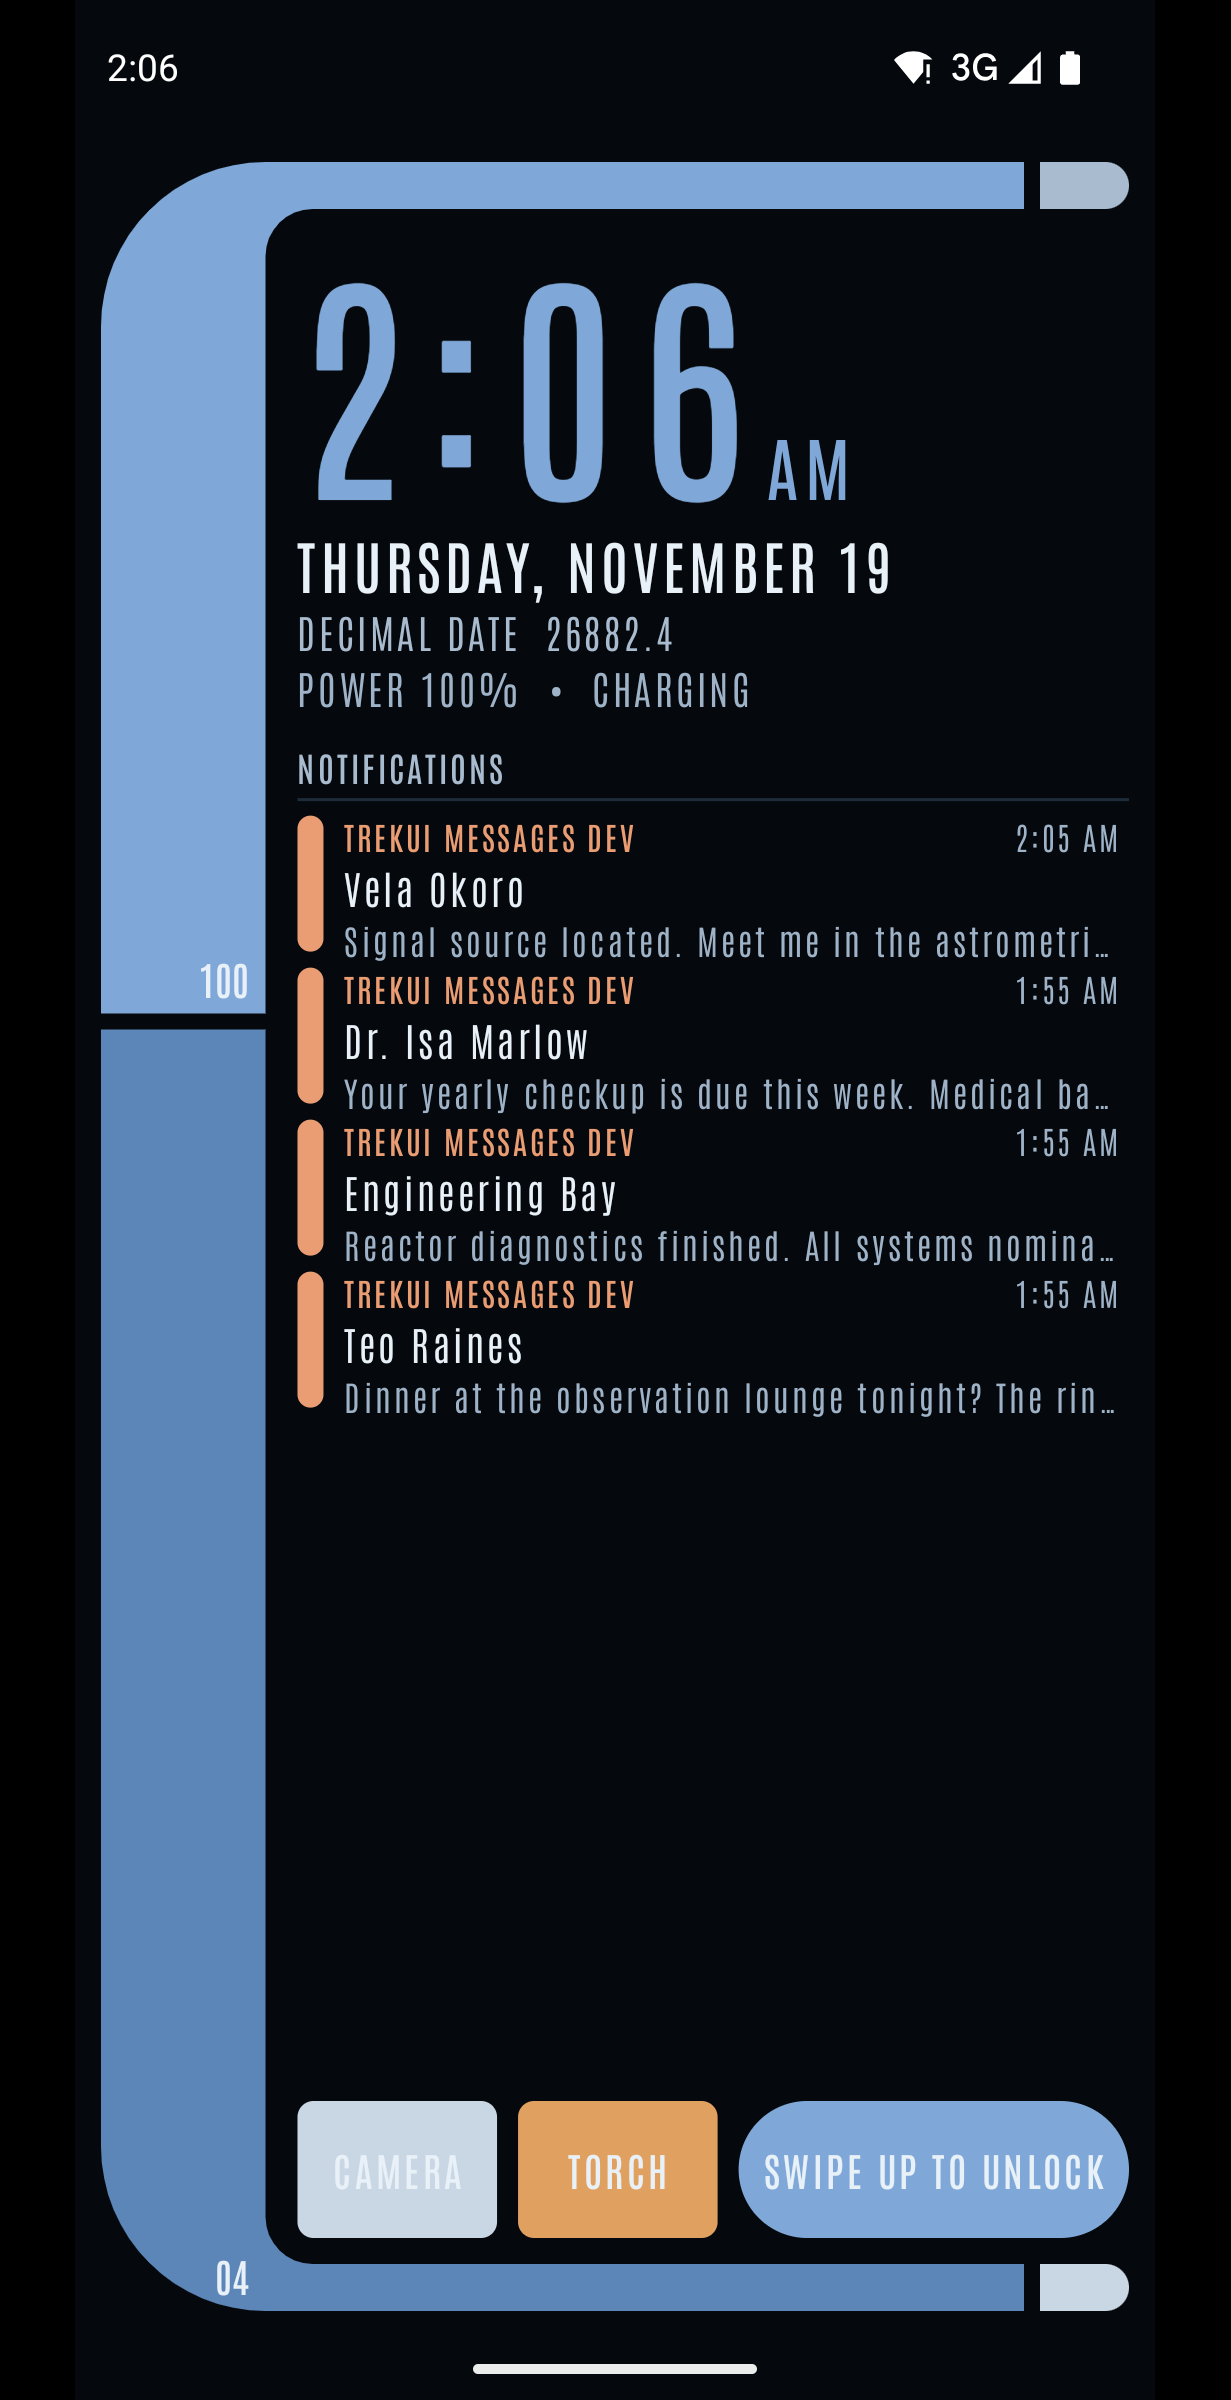 2:06
3G
2:06 AM
THURSDAY, NOVEMBER 19
DECIMAL DATE 26882.4
POWER 100% • CHARGING
NOTIFICATIONS
TREKUI MESSAGES DEV 2:05 AM
Vela Okoro
Signal source located. Meet me in the astrometri…
100
TREKUI MESSAGES DEV 1:55 AM
Dr. Isa Marlow
Your yearly checkup is due this week. Medical ba…
TREKUI MESSAGES DEV 1:55 AM
Engineering Bay
Reactor diagnostics finished. All systems nomina…
TREKUI MESSAGES DEV 1:55 AM
Teo Raines
Dinner at the observation lounge tonight? The rin…
CAMERA TORCH SWIPE UP TO UNLOCK
04